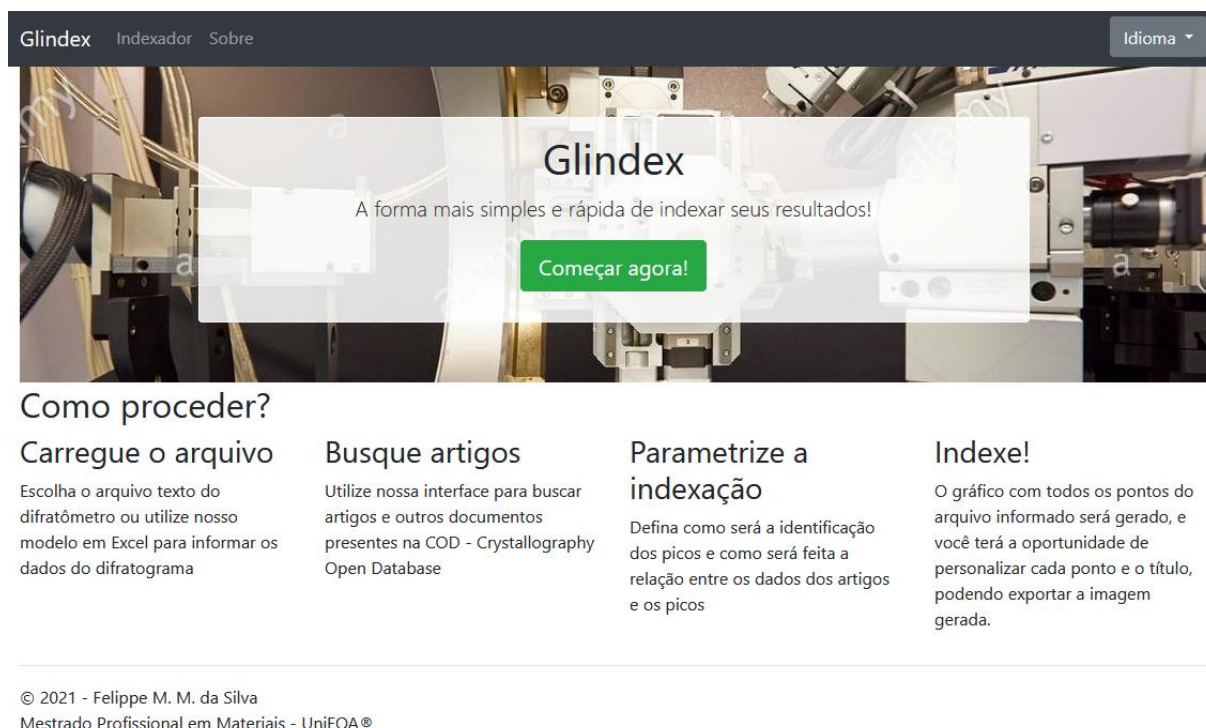 Glindex Indexador Sobre Idioma
alamy
a
alamy
a
Glindex
A forma mais simples e rápida de indexar seus resultados!
Começar agora!
a
alamy
a
a
Como proceder?
Carregue o arquivo
Escolha o arquivo texto do
difratômetro ou utilize nosso
modelo em Excel para informar os
dados do difratograma
Busque artigos
Utilize nossa interface para buscar
artigos e outros documentos
presentes na COD - Crystallography
Open Database
Parametrize a
indexação
Defina como será a identificação
dos picos e como será feita a
relação entre os dados dos artigos
e os picos
Indexe!
O gráfico com todos os pontos do
arquivo informado será gerado, e
você terá a oportunidade de
personalizar cada ponto e o título,
podendo exportar a imagem
gerada.
© 2021 - Felippe M. M. da Silva
Mestrado Profissional em Materiais - UniFOA®